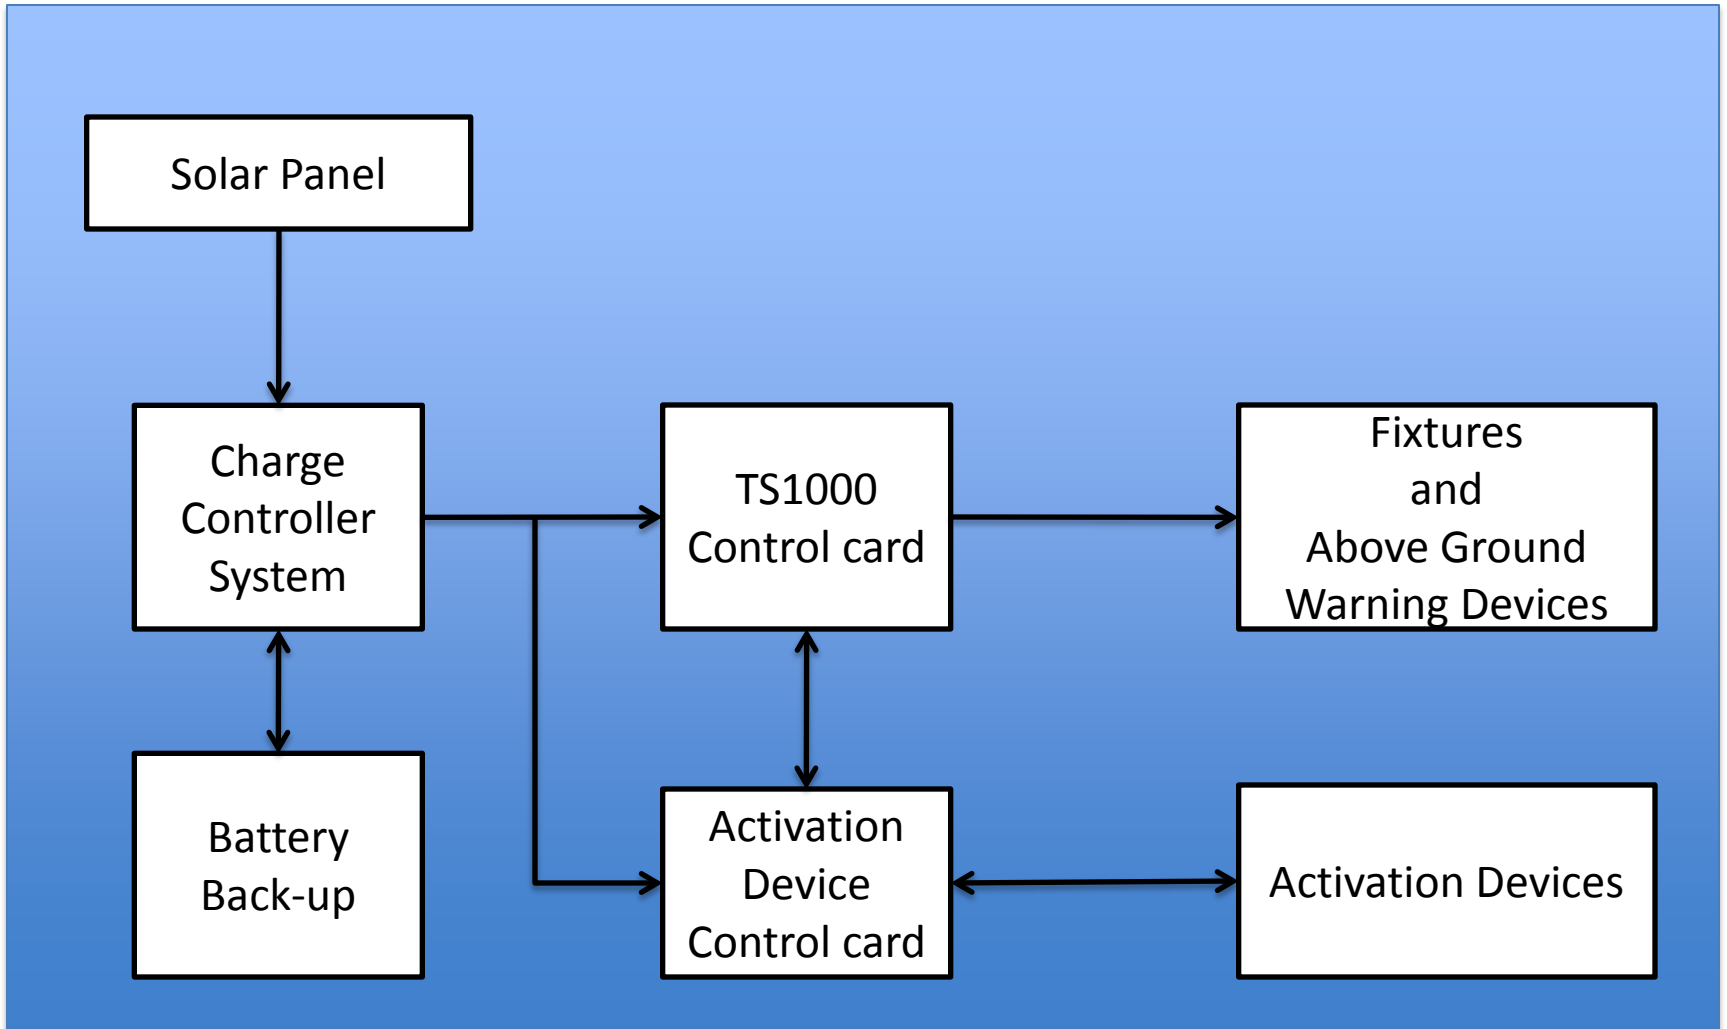 Solar Panel
Charge
Controller
System
TS1000
Control card
Fixtures
and
Above Ground
Warning Devices
Battery
Back-up
Activation
Device
Control card
Activation Devices